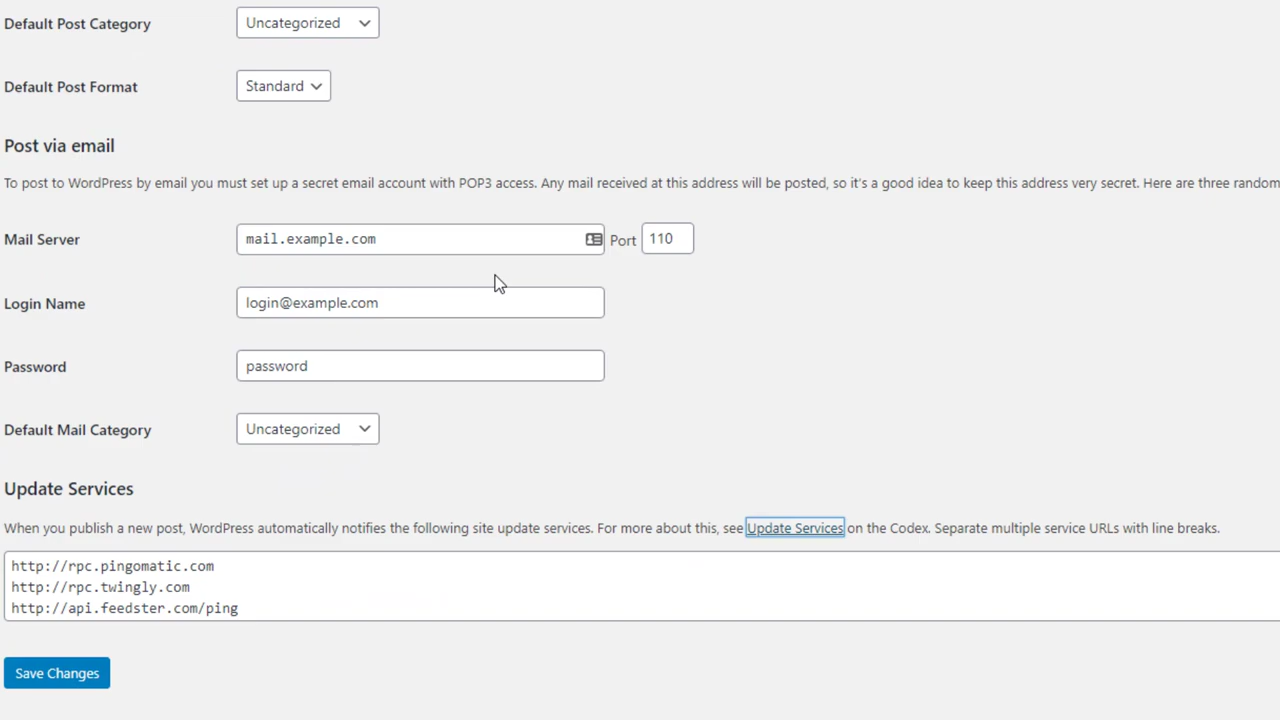 Default Post Category Uncategorized
Default Post Format Standard
Post via email
To post to WordPress by email you must set up a secret email account with POP3 access. Any mail received at this address will be posted, so it's a good idea to keep this address very secret. Here are three random
Mail Server mail.example.com Port 110
Login Name login@example.com
Password password
Default Mail Category Uncategorized
Update Services
When you publish a new post, WordPress automatically notifies the following site update services. For more about this, see Update Services on the Codex. Separate multiple service URLs with line breaks.
http://rpc.pingomatic.com
http://rpc.twingly.com
http://api.feedster.com/ping
Save Changes